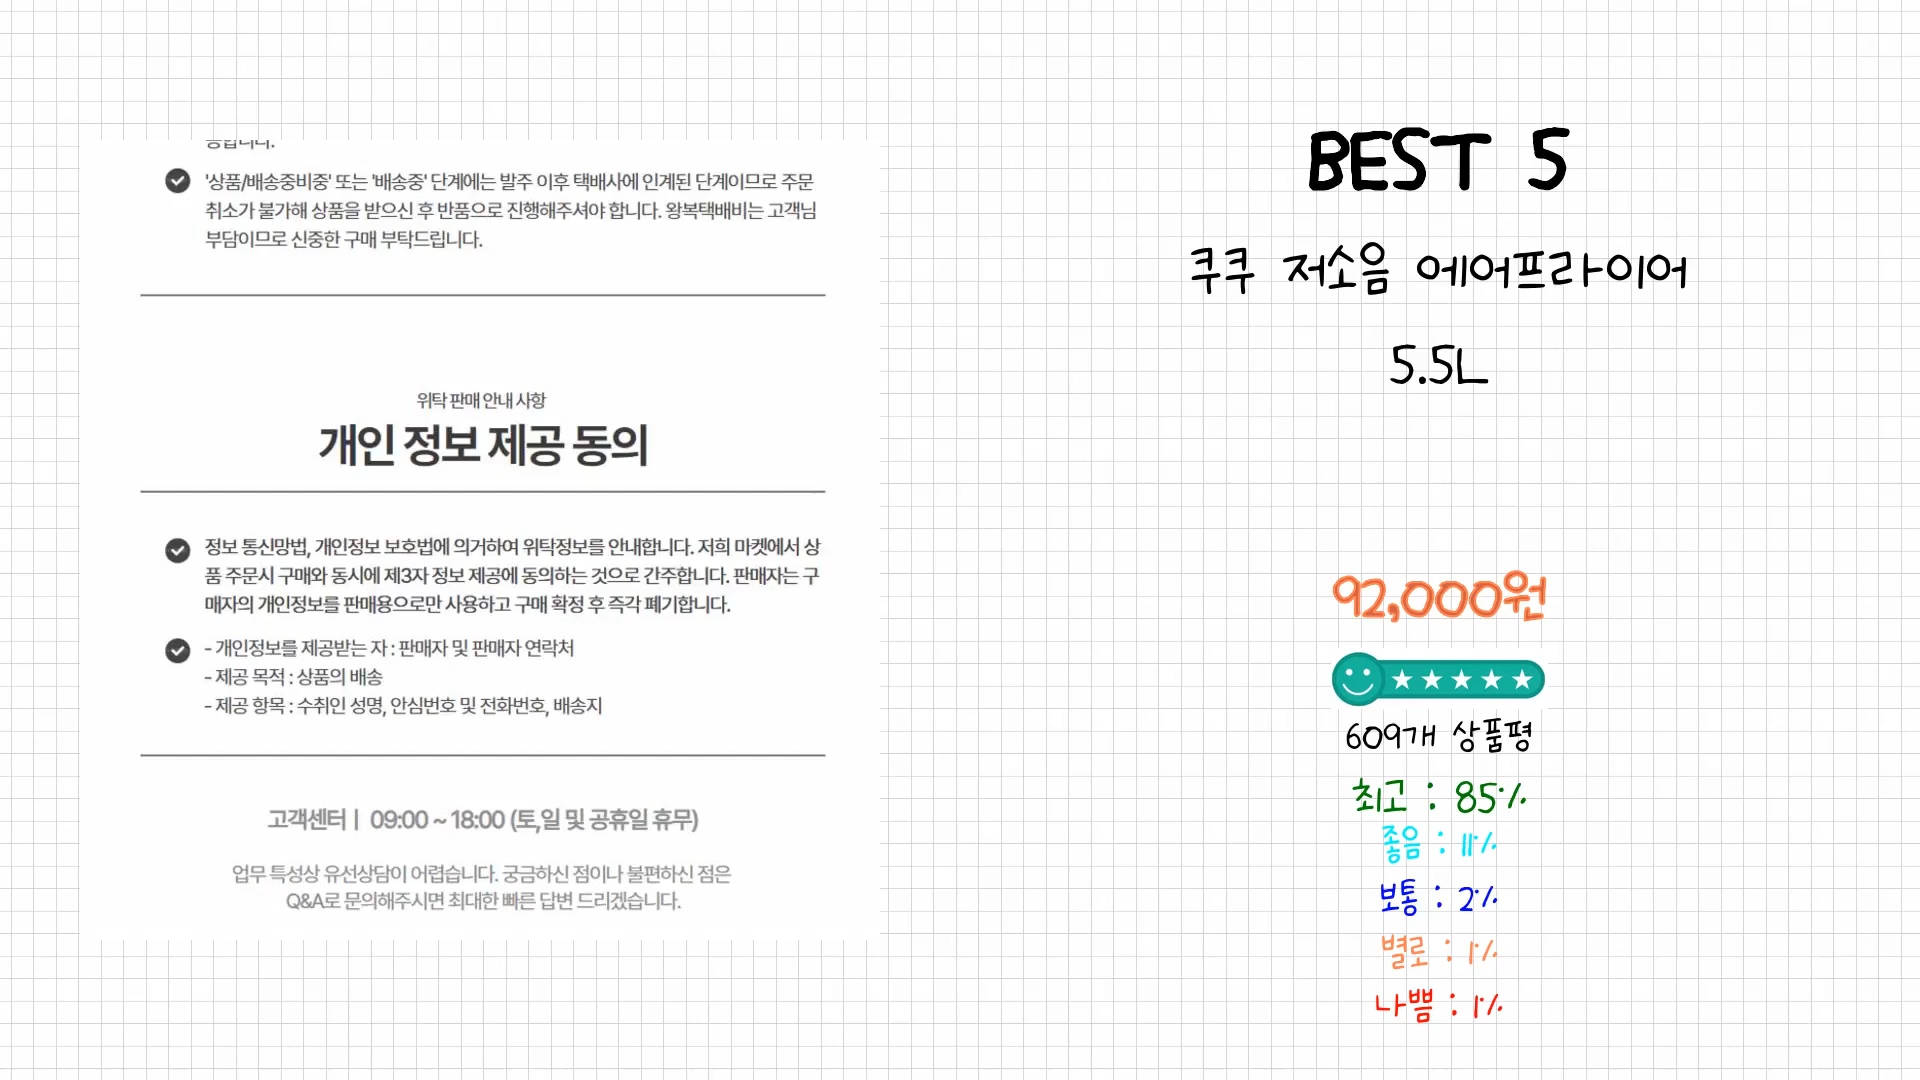 '상품/배송중비중' 또는 '배송중' 단계에는 발주 이후 택배사에 인계된 단계이므로 주문
취소가 불가해 상품을 받으신 후 반품으로 진행해주셔야 합니다. 왕복택배비는 고객님
부담이므로 신중한 구매 부탁드립니다.
위탁 판매 안내 사항
개인 정보 제공 동의
정보 통신망법, 개인정보 보호법에 의거하여 위탁정보를 안내합니다. 저희 마켓에서 상
품 주문시 구매와 동시에 제3자 정보 제공에 동의하는 것으로 간주합니다. 판매자는 구
매자의 개인정보를 판매용으로만 사용하고 구매 확정 후 즉각 폐기합니다.
- 개인정보를 제공받는 자 : 판매자 및 판매자 연락처
- 제공 목적 : 상품의 배송
- 제공 항목 : 수취인 성명, 안심번호 및 전화번호, 배송지
고객센터ㅣ 09:00 ~ 18:00 (토,일 및 공휴일 휴무)
업무 특성상 유선상담이 어렵습니다. 궁금하신 점이나 불편하신 점은
Q&A로 문의해주시면 최대한 빠른 답변 드리겠습니다.
BEST 5
쿠쿠 저소음 에어프라이어
5.5L
92,000원
609개 상품평
최고 : 85%
좋음 : 11%
보통 : 2%
별로 : 1%
나쁨 : 1%